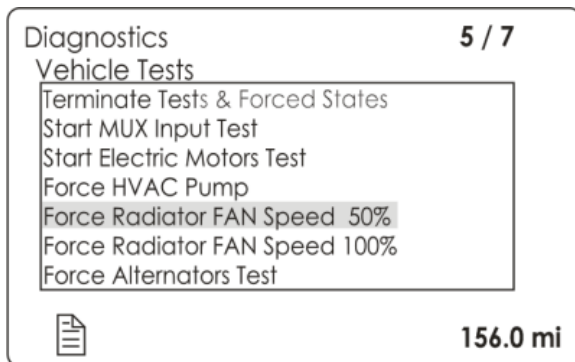 Diagnostics 5 / 7
Vehicle Tests
Terminate Tests & Forced States
Start MUX Input Test
Start Electric Motors Test
Force HVAC Pump
Force Radiator FAN Speed 50%
Force Radiator FAN Speed 100%
Force Alternators Test
156.0 mi